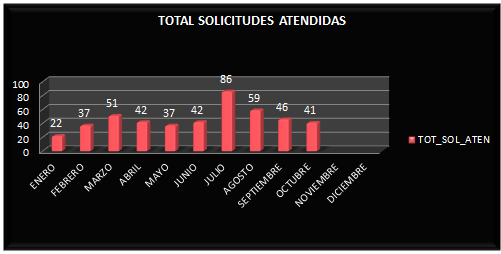 TOTAL SOLICITUDES ATENDIDAS
100
80
60
40
20
0
22
37
51
42
37
42
86
59
46
41
ENERO
FEBRERO
MARZO
ABRIL
MAYO
JUNIO
JULIO
AGOSTO
SEPTIEMBRE
OCTUBRE
NOVIEMBRE
DICIEMBRE
TOT_SOL_ATEN